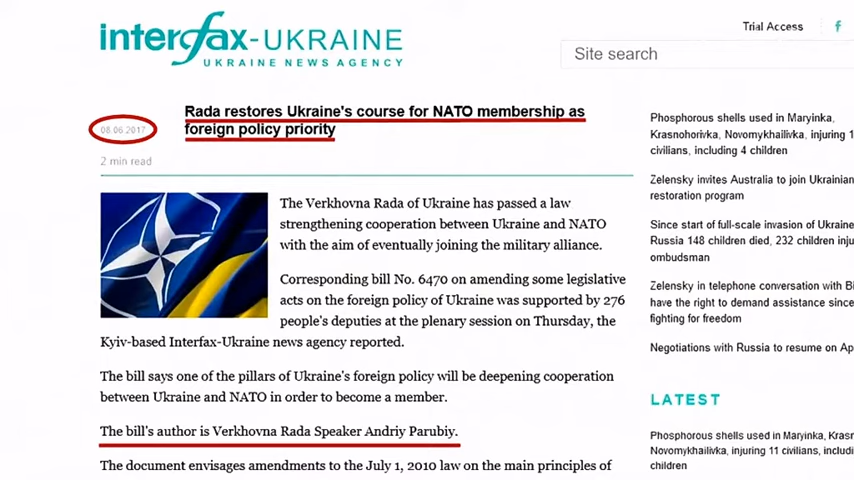 interfax-UKRAINE
UKRAINE NEWS AGENCY
Trial Access
f
Site search
08.06.2017
2 min read
Rada restores Ukraine's course for NATO membership as
foreign policy priority
The Verkhovna Rada of Ukraine has passed a law
strengthening cooperation between Ukraine and NATO
with the aim of eventually joining the military alliance.
Corresponding bill No. 6470 on amending some legislative
acts on the foreign policy of Ukraine was supported by 276
people's deputies at the plenary session on Thursday, the
Kyiv-based Interfax-Ukraine news agency reported.
The bill says one of the pillars of Ukraine's foreign policy will be deepening cooperation
between Ukraine and NATO in order to become a member.
The bill's author is Verkhovna Rada Speaker Andriy Parubiy.
The document envisages amendments to the July 1, 2010 law on the main principles of
Phosphorous shells used in Maryinka,
Krasnohorivka, Novomykhailivka, injuring 1
civilians, including 4 children
Zelensky invites Australia to join Ukrainian
restoration program
Since start of full-scale invasion of Ukraine
Russia 148 children died, 232 children inju
ombudsman
Zelensky in telephone conversation with Bi
have the right to demand assistance since
fighting for freedom
Negotiations with Russia to resume on Ap
LATEST
Phosphorous shells used in Maryinka, Kras
Novomykhailivka, injuring 11 civilians, includi
children